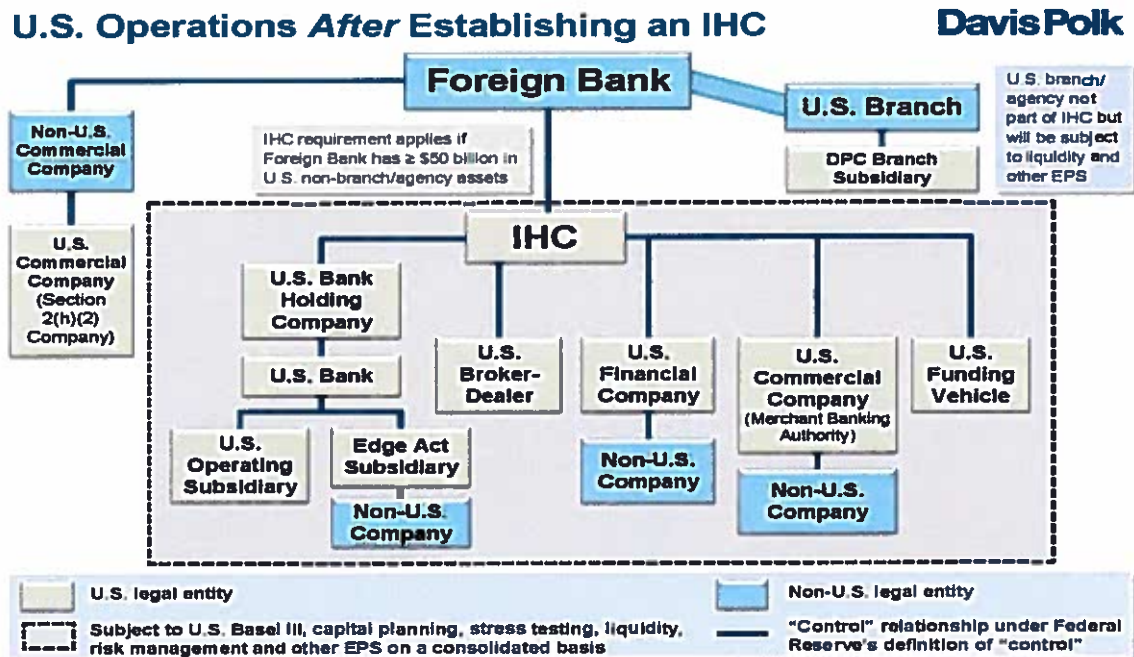 U.S. Operations After Establishing an IHC
DavisPolk
Foreign Bank
U.S. Branch
U.S. branch/
agency not
part of IHC but
will be subject
to liquidity and
other EPS
Non-U.S.
Commercial
Company
IHC requirement applies if
Foreign Bank has ≥ $50 billion in
U.S. non-branch/agency assets
DPC Branch
Subsidiary
U.S.
Commercial
Company
(Section
2(h)(2)
Company)
IHC
U.S. Bank
Holding
Company
U.S. Bank
U.S.
Broker-
Dealer
U.S.
Financial
Company
U.S.
Commercial
Company
(Merchant Banking
Authority)
U.S.
Funding
Vehicle
U.S.
Operating
Subsidiary
Edge Act
Subsidiary
Non-U.S.
Company
Non-U.S.
Company
Non-U.S.
Company
U.S. legal entity
Non-U.S. legal entity
Subject to U.S. Basel III, capital planning, stress testing, liquidity,
risk management and other EPS on a consolidated basis
"Control" relationship under Federal
Reserve's definition of "control"